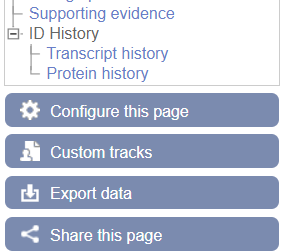 Supporting evidence
ID History
Transcript history
Protein history
Configure this page
Custom tracks
Export data
Share this page